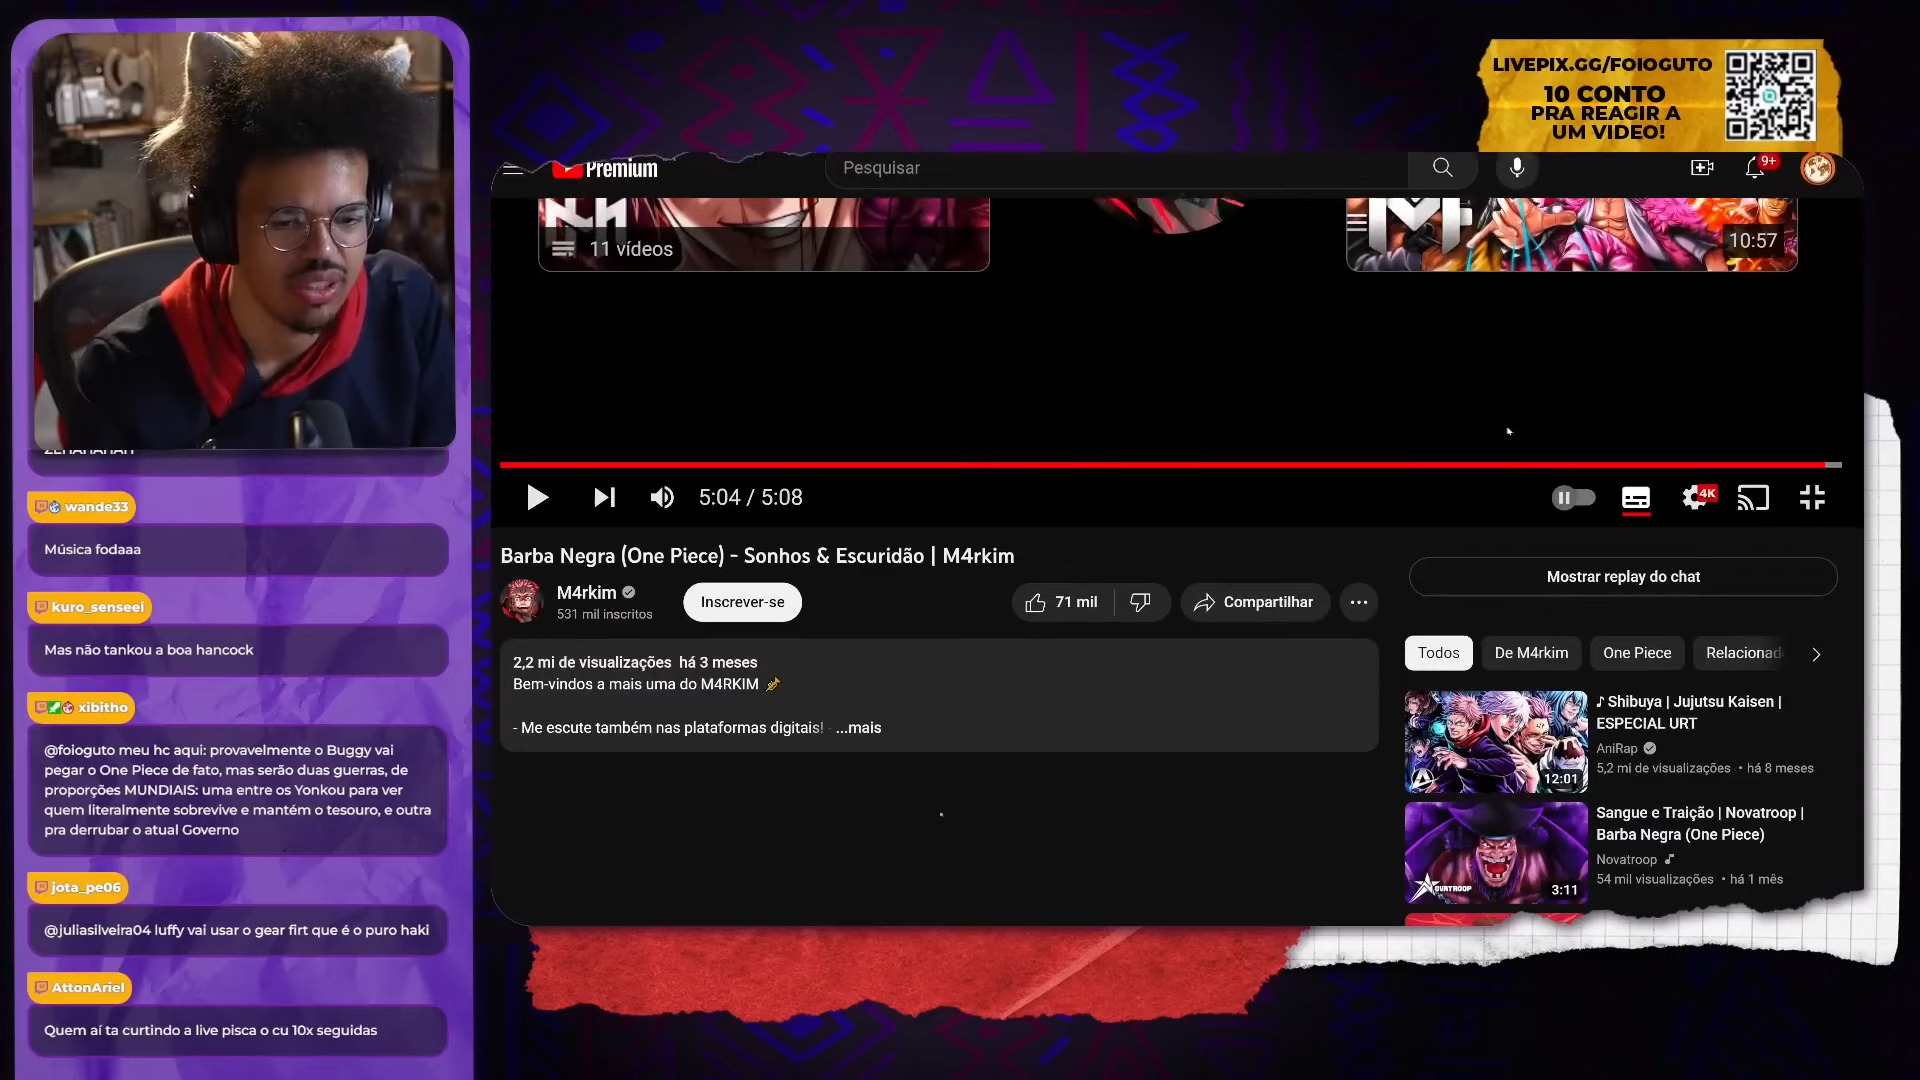 wande33
Música fodaaa
kuro_senseei
Mas não tankou a boa hancock
xibitho
@foioguto meu hc aqui: provavelmente o Buggy vai
pegar o One Piece de fato, mas serão duas guerras, de
proporções MUNDIAIS: uma entre os Yonkou para ver
quem literalmente sobrevive e mantém o tesouro, e outra
pra derrubar o atual Governo
jota_pe06
@juliasilveira04 luffy vai usar o gear firt que é o puro haki
AttonAriel
Quem aí ta curtindo a live pisca o cu 10x seguidas
LIVEPIX.GG/FOIOGUTO
10 CONTO
PRA REAGIR A
UM VIDEO!
Premium
Pesquisar
9+
11 vídeos
10:57
5:04 / 5:08
4K
Barba Negra (One Piece) - Sonhos & Escuridão | M4rkim
M4rkim
531 mil inscritos
Inscrever-se
71 mil
Compartilhar
2,2 mi de visualizações há 3 meses
Bem-vindos a mais uma do M4RKIM
- Me escute também nas plataformas digitais! - ...mais
Mostrar replay do chat
Todos
De M4rkim
One Piece
Relacionad
♪ Shibuya | Jujutsu Kaisen |
ESPECIAL URT
AniRap
5,2 mi de visualizações • há 8 meses
12:01
Sangue e Traição | Novatroop |
Barba Negra (One Piece)
Novatroop
54 mil visualizações • há 1 mês
3:11